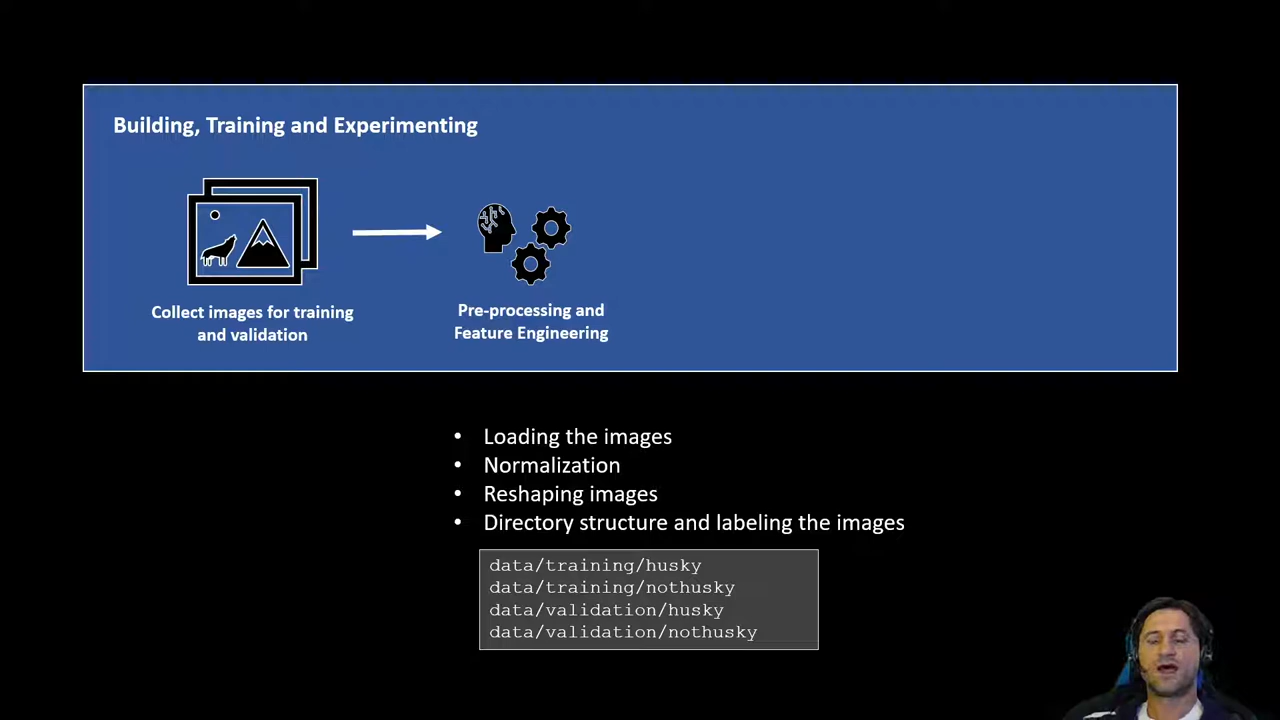 Building, Training and Experimenting
Collect images for training
and validation
Pre-processing and
Feature Engineering
• Loading the images
• Normalization
• Reshaping images
• Directory structure and labeling the images
data/training/husky
data/training/nothusky
data/validation/husky
data/validation/nothusky